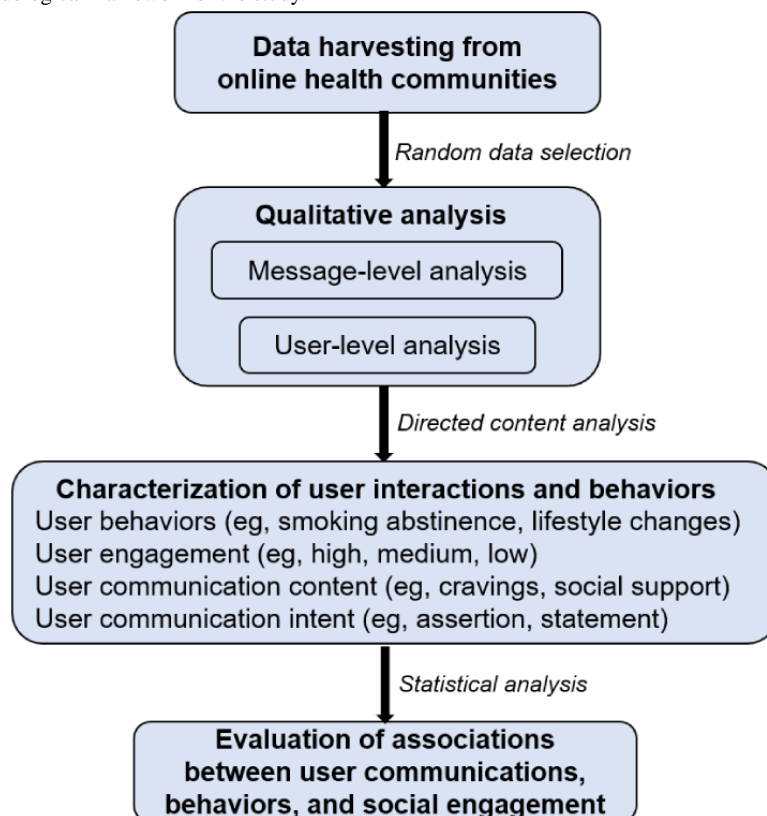 Data harvesting from
online health communities
Random data selection
Qualitative analysis
Message-level analysis
User-level analysis
Directed content analysis
Characterization of user interactions and behaviors
User behaviors (eg, smoking abstinence, lifestyle changes)
User engagement (eg, high, medium, low)
User communication content (eg, cravings, social support)
User communication intent (eg, assertion, statement)
Statistical analysis
Evaluation of associations
between user communications,
behaviors, and social engagement